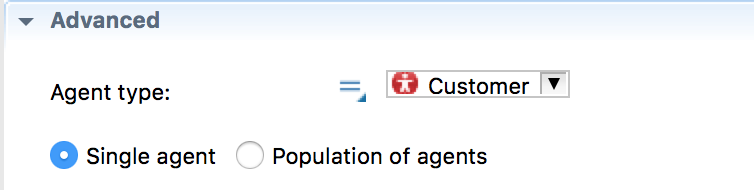 Advanced
Agent type: Customer
Single agent Population of agents